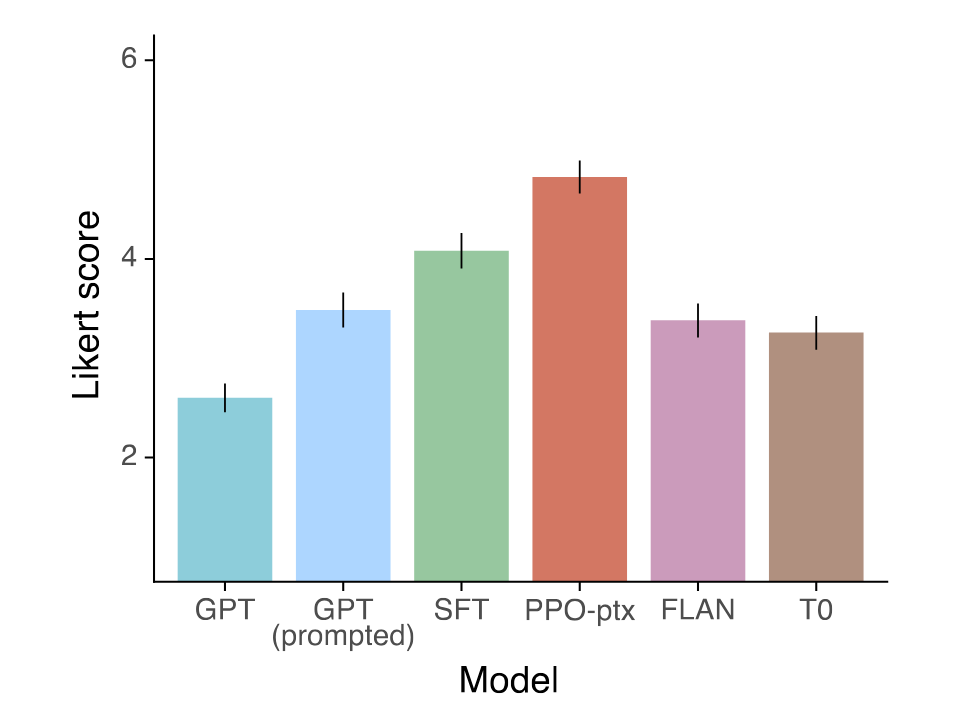 6
4
2
Likert score
GPT
GPT
(prompted)
SFT
PPO-ptx
FLAN
T0
Model